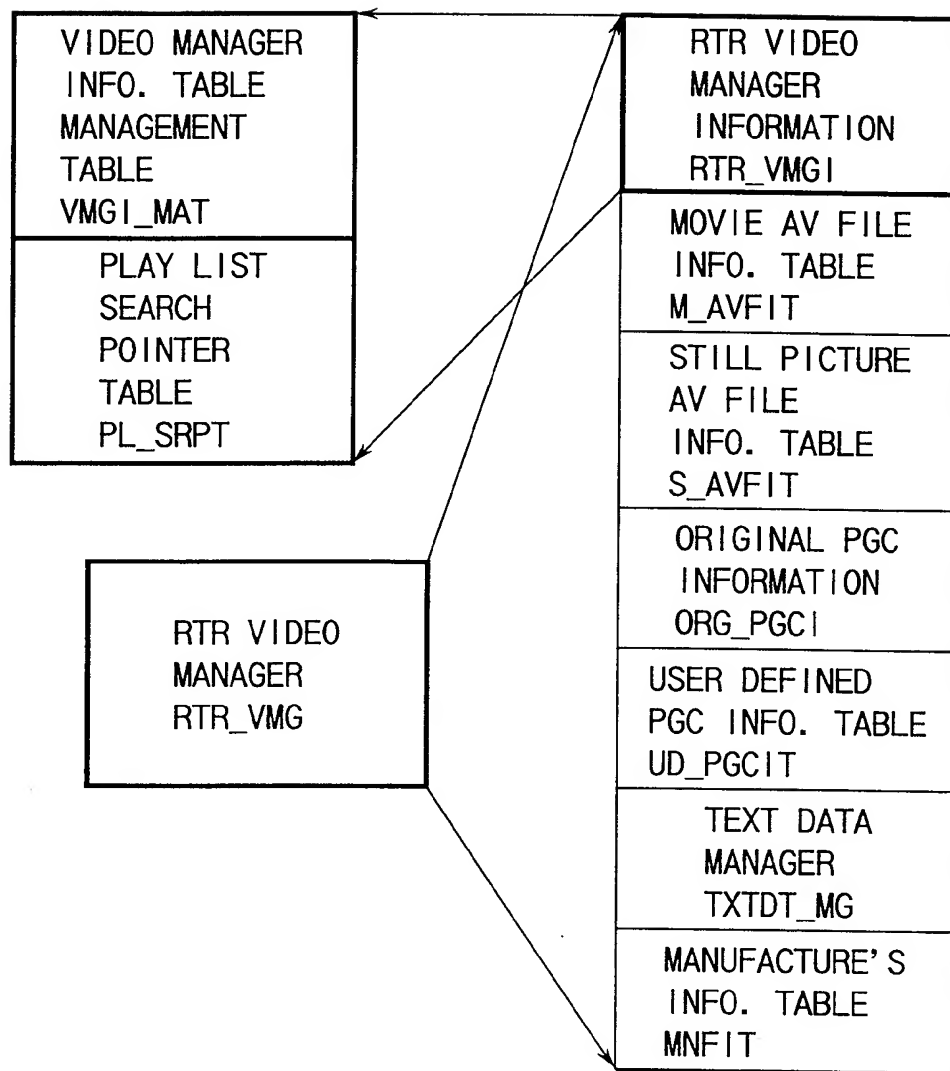 VIDEO MANAGER
INFO. TABLE
MANAGEMENT
TABLE
VMGI_MAT
PLAY LIST
SEARCH
POINTER
TABLE
PL_SRPT
RTR VIDEO
MANAGER
RTR_VMG
RTR VIDEO
MANAGER
INFORMATION
RTR_VMGI
MOVIE AV FILE
INFO. TABLE
M_AVFIT
STILL PICTURE
AV FILE
INFO. TABLE
S_AVFIT
ORIGINAL PGC
INFORMATION
ORG_PGCI
USER DEFINED
PGC INFO. TABLE
UD_PGCIT
TEXT DATA
MANAGER
TXTDT_MG
MANUFACTURE'S
INFO. TABLE
MNFIT